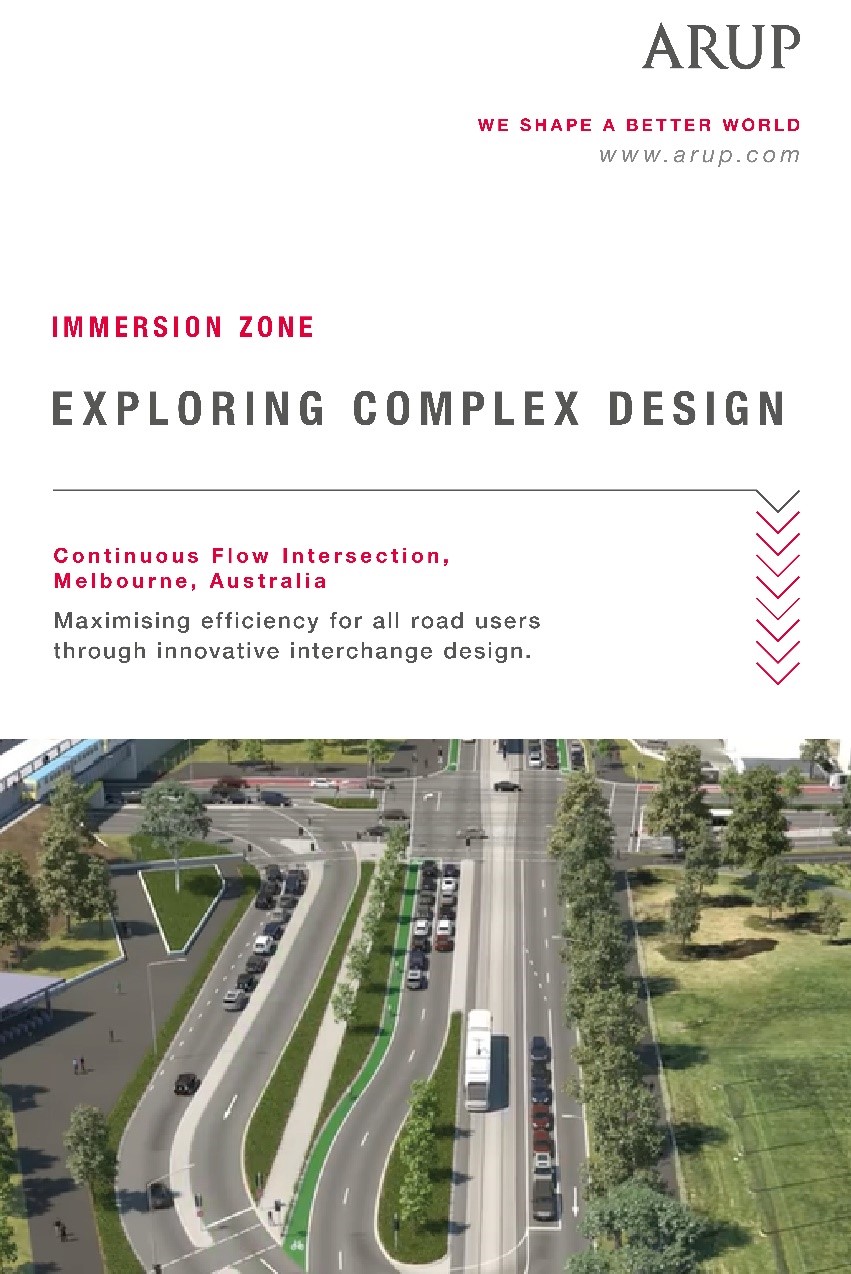 ARUP
WE SHAPE A BETTER WORLD
www.arup.com
IMMERSION ZONE
EXPLORING COMPLEX DESIGN
Continuous Flow Intersection,
Melbourne, Australia
Maximising efficiency for all road users
through innovative interchange design.